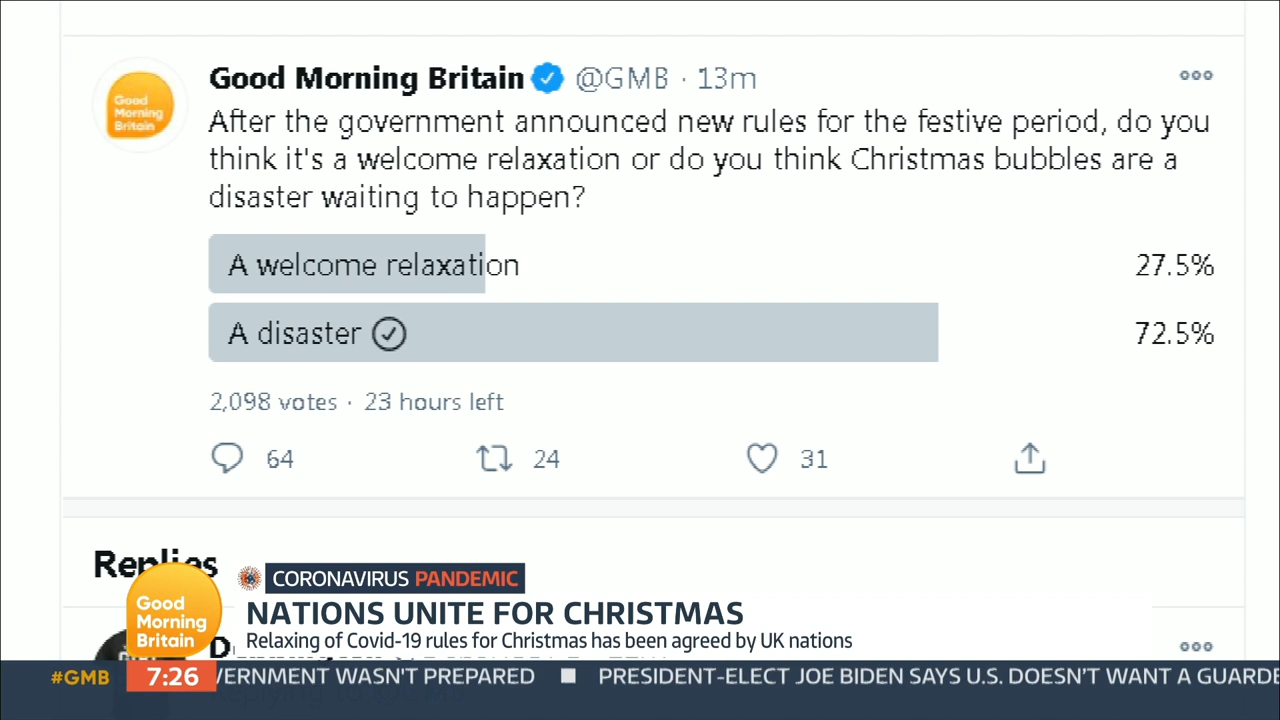 Good Morning Britain @GMB · 13m
Good
Morning
Britain
After the government announced new rules for the festive period, do you
think it's a welcome relaxation or do you think Christmas bubbles are a
disaster waiting to happen?
A welcome relaxation 27.5%
A disaster 72.5%
2,098 votes · 23 hours left
64 24 31
Replies
CORONAVIRUS PANDEMIC
Good
Morning
Britain
NATIONS UNITE FOR CHRISTMAS
Relaxing of Covid-19 rules for Christmas has been agreed by UK nations
#GMB 7:26 VERNMENT WASN'T PREPARED ■ PRESIDENT-ELECT JOE BIDEN SAYS U.S. DOESN'T WANT A GUARDE